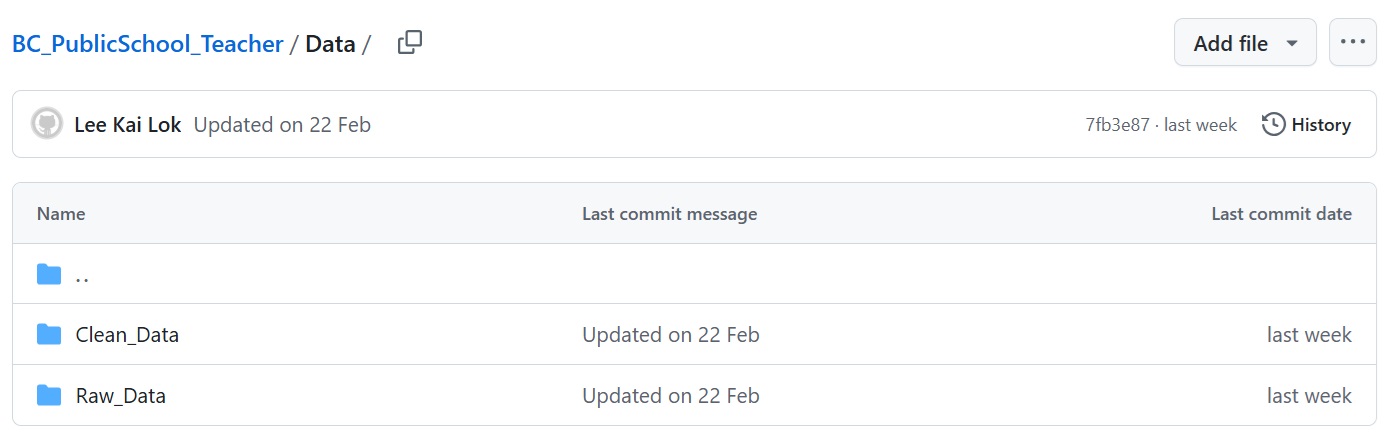 BC_PublicSchool_Teacher / Data / Add file
Lee Kai Lok Updated on 22 Feb 7fb3e87 · last week History
Name Last commit message Last commit date
..
Clean_Data Updated on 22 Feb last week
Raw_Data Updated on 22 Feb last week